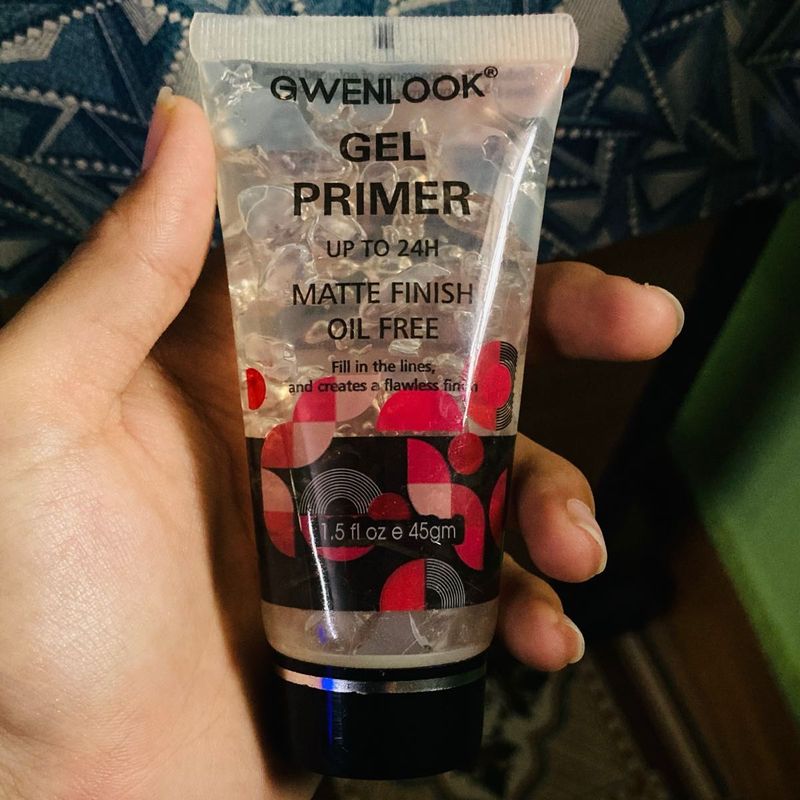 GWENLOOK®
GEL
PRIMER
UP TO 24H
MATTE FINISH
OIL FREE
Fill in the lines,
and creates a flawless finish
1.5 fl oz e 45gm